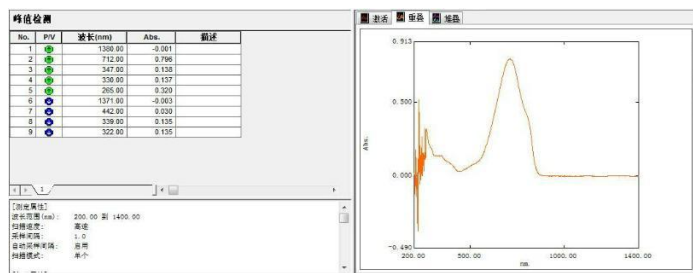 峰值检测
No. P/V 波长(nm) Abs. 描述
1 1380.00 -0.001
2 712.00 0.796
3 347.00 0.138
4 330.00 0.137
5 265.00 0.320
6 1371.00 -0.003
7 442.00 0.030
8 339.00 0.135
9 322.00 0.135
1
[测定属性]
波长范围(nm): 200.00 到 1400.00
扫描速度: 高速
采样间隔: 1.0
自动采样间隔: 启用
扫描模式: 单个
激活 重叠 堆叠
0.913
0.500
0.000
-0.490
Abs.
200.00 500.00 1000.00 1400.00
nm.